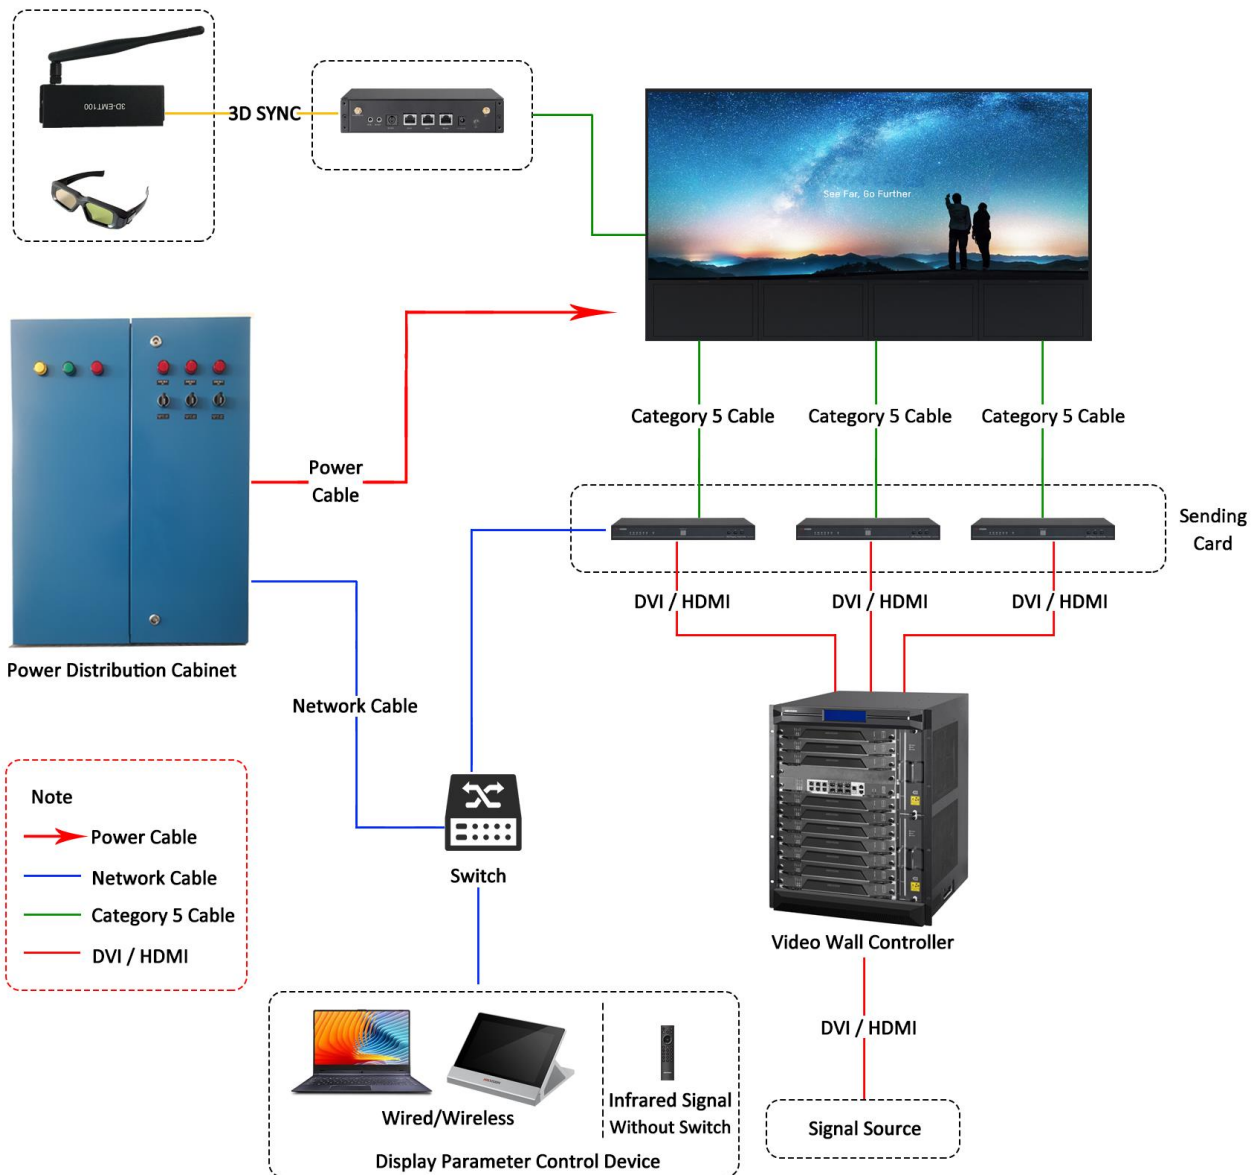 3D-EMT100
3D SYNC
See Far, Go Further
Power
Cable
Category 5 Cable
Category 5 Cable
Category 5 Cable
Sending
Card
DVI / HDMI
DVI / HDMI
DVI / HDMI
Power Distribution Cabinet
Network Cable
Note
Power Cable
Network Cable
Category 5 Cable
DVI / HDMI
Switch
Video Wall Controller
DVI / HDMI
Wired/Wireless
Infrared Signal
Without Switch
Display Parameter Control Device
Signal Source